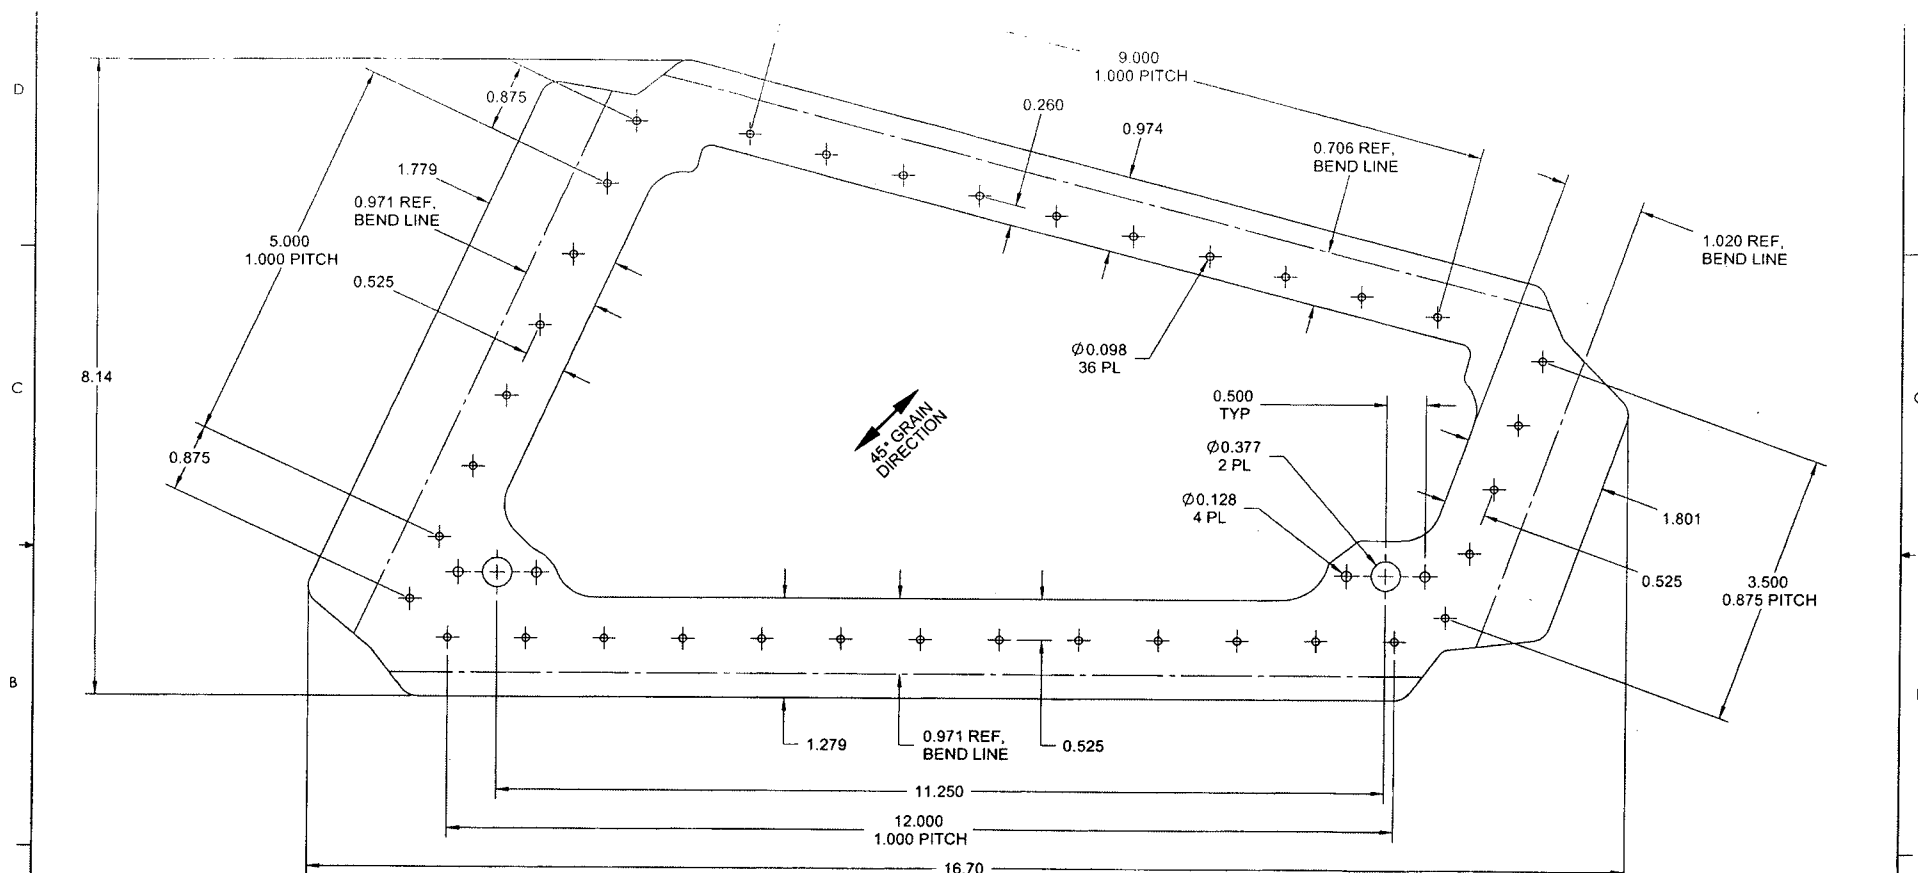 D
9.000
1.000 PITCH
0.875
0.260
0.974
0.706 REF,
BEND LINE
1.779
0.971 REF,
BEND LINE
5.000
1.000 PITCH
1.020 REF,
BEND LINE
0.525
Ø0.098
36 PL
8.14
C
0.500
TYP
45° GRAIN
DIRECTION
Ø0.377
2 PL
0.875
Ø0.128
4 PL
1.801
0.525
3.500
0.875 PITCH
B
1.279
0.971 REF,
BEND LINE
0.525
11.250
12.000
1.000 PITCH
16.70